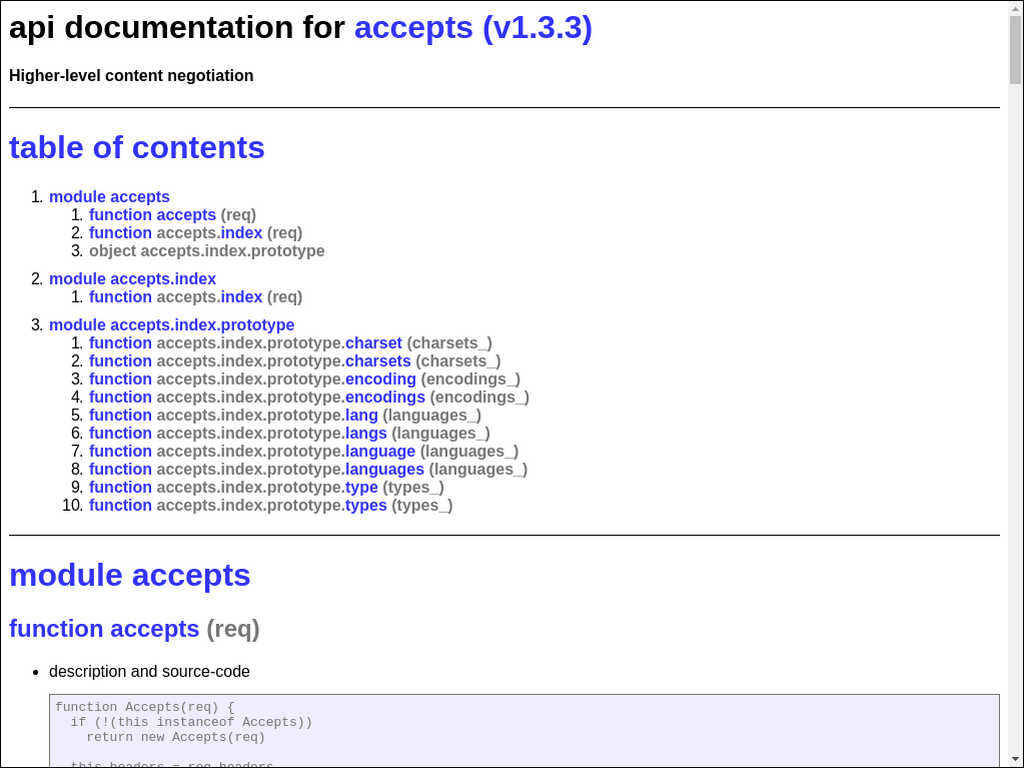 api documentation for accepts (v1.3.3)
Higher-level content negotiation
table of contents
1. module accepts
1. function accepts (req)
2. function accepts.index (req)
3. object accepts.index.prototype
2. module accepts.index
1. function accepts.index (req)
3. module accepts.index.prototype
1. function accepts.index.prototype.charset (charsets_)
2. function accepts.index.prototype.charsets (charsets_)
3. function accepts.index.prototype.encoding (encodings_)
4. function accepts.index.prototype.encodings (encodings_)
5. function accepts.index.prototype.lang (languages_)
6. function accepts.index.prototype.langs (languages_)
7. function accepts.index.prototype.language (languages_)
8. function accepts.index.prototype.languages (languages_)
9. function accepts.index.prototype.type (types_)
10. function accepts.index.prototype.types (types_)
module accepts
function accepts (req)
• description and source-code
function Accepts(req) {
if (!(this instanceof Accepts))
return new Accepts(req)
this.headers = req.headers